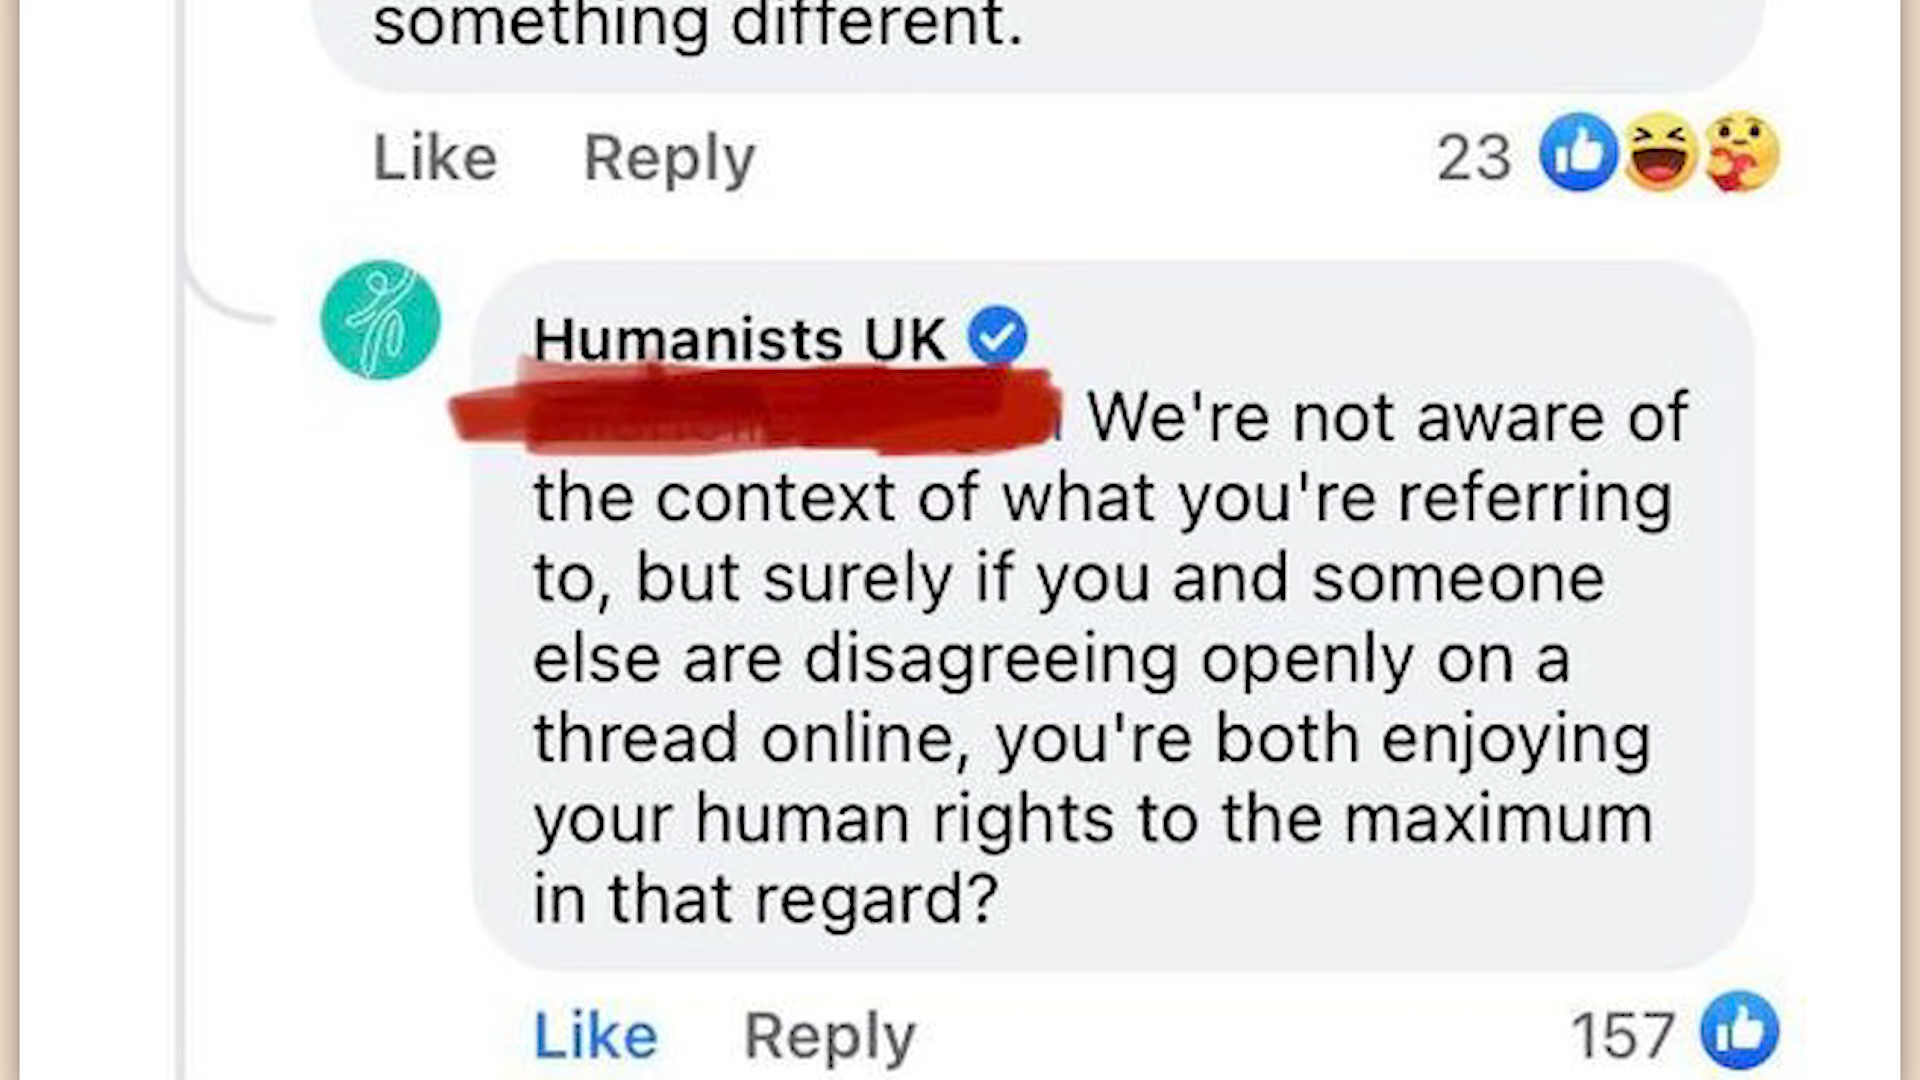 something different.
Like Reply 23
Humanists UK
We're not aware of
the context of what you're referring
to, but surely if you and someone
else are disagreeing openly on a
thread online, you're both enjoying
your human rights to the maximum
in that regard?
Like Reply 157